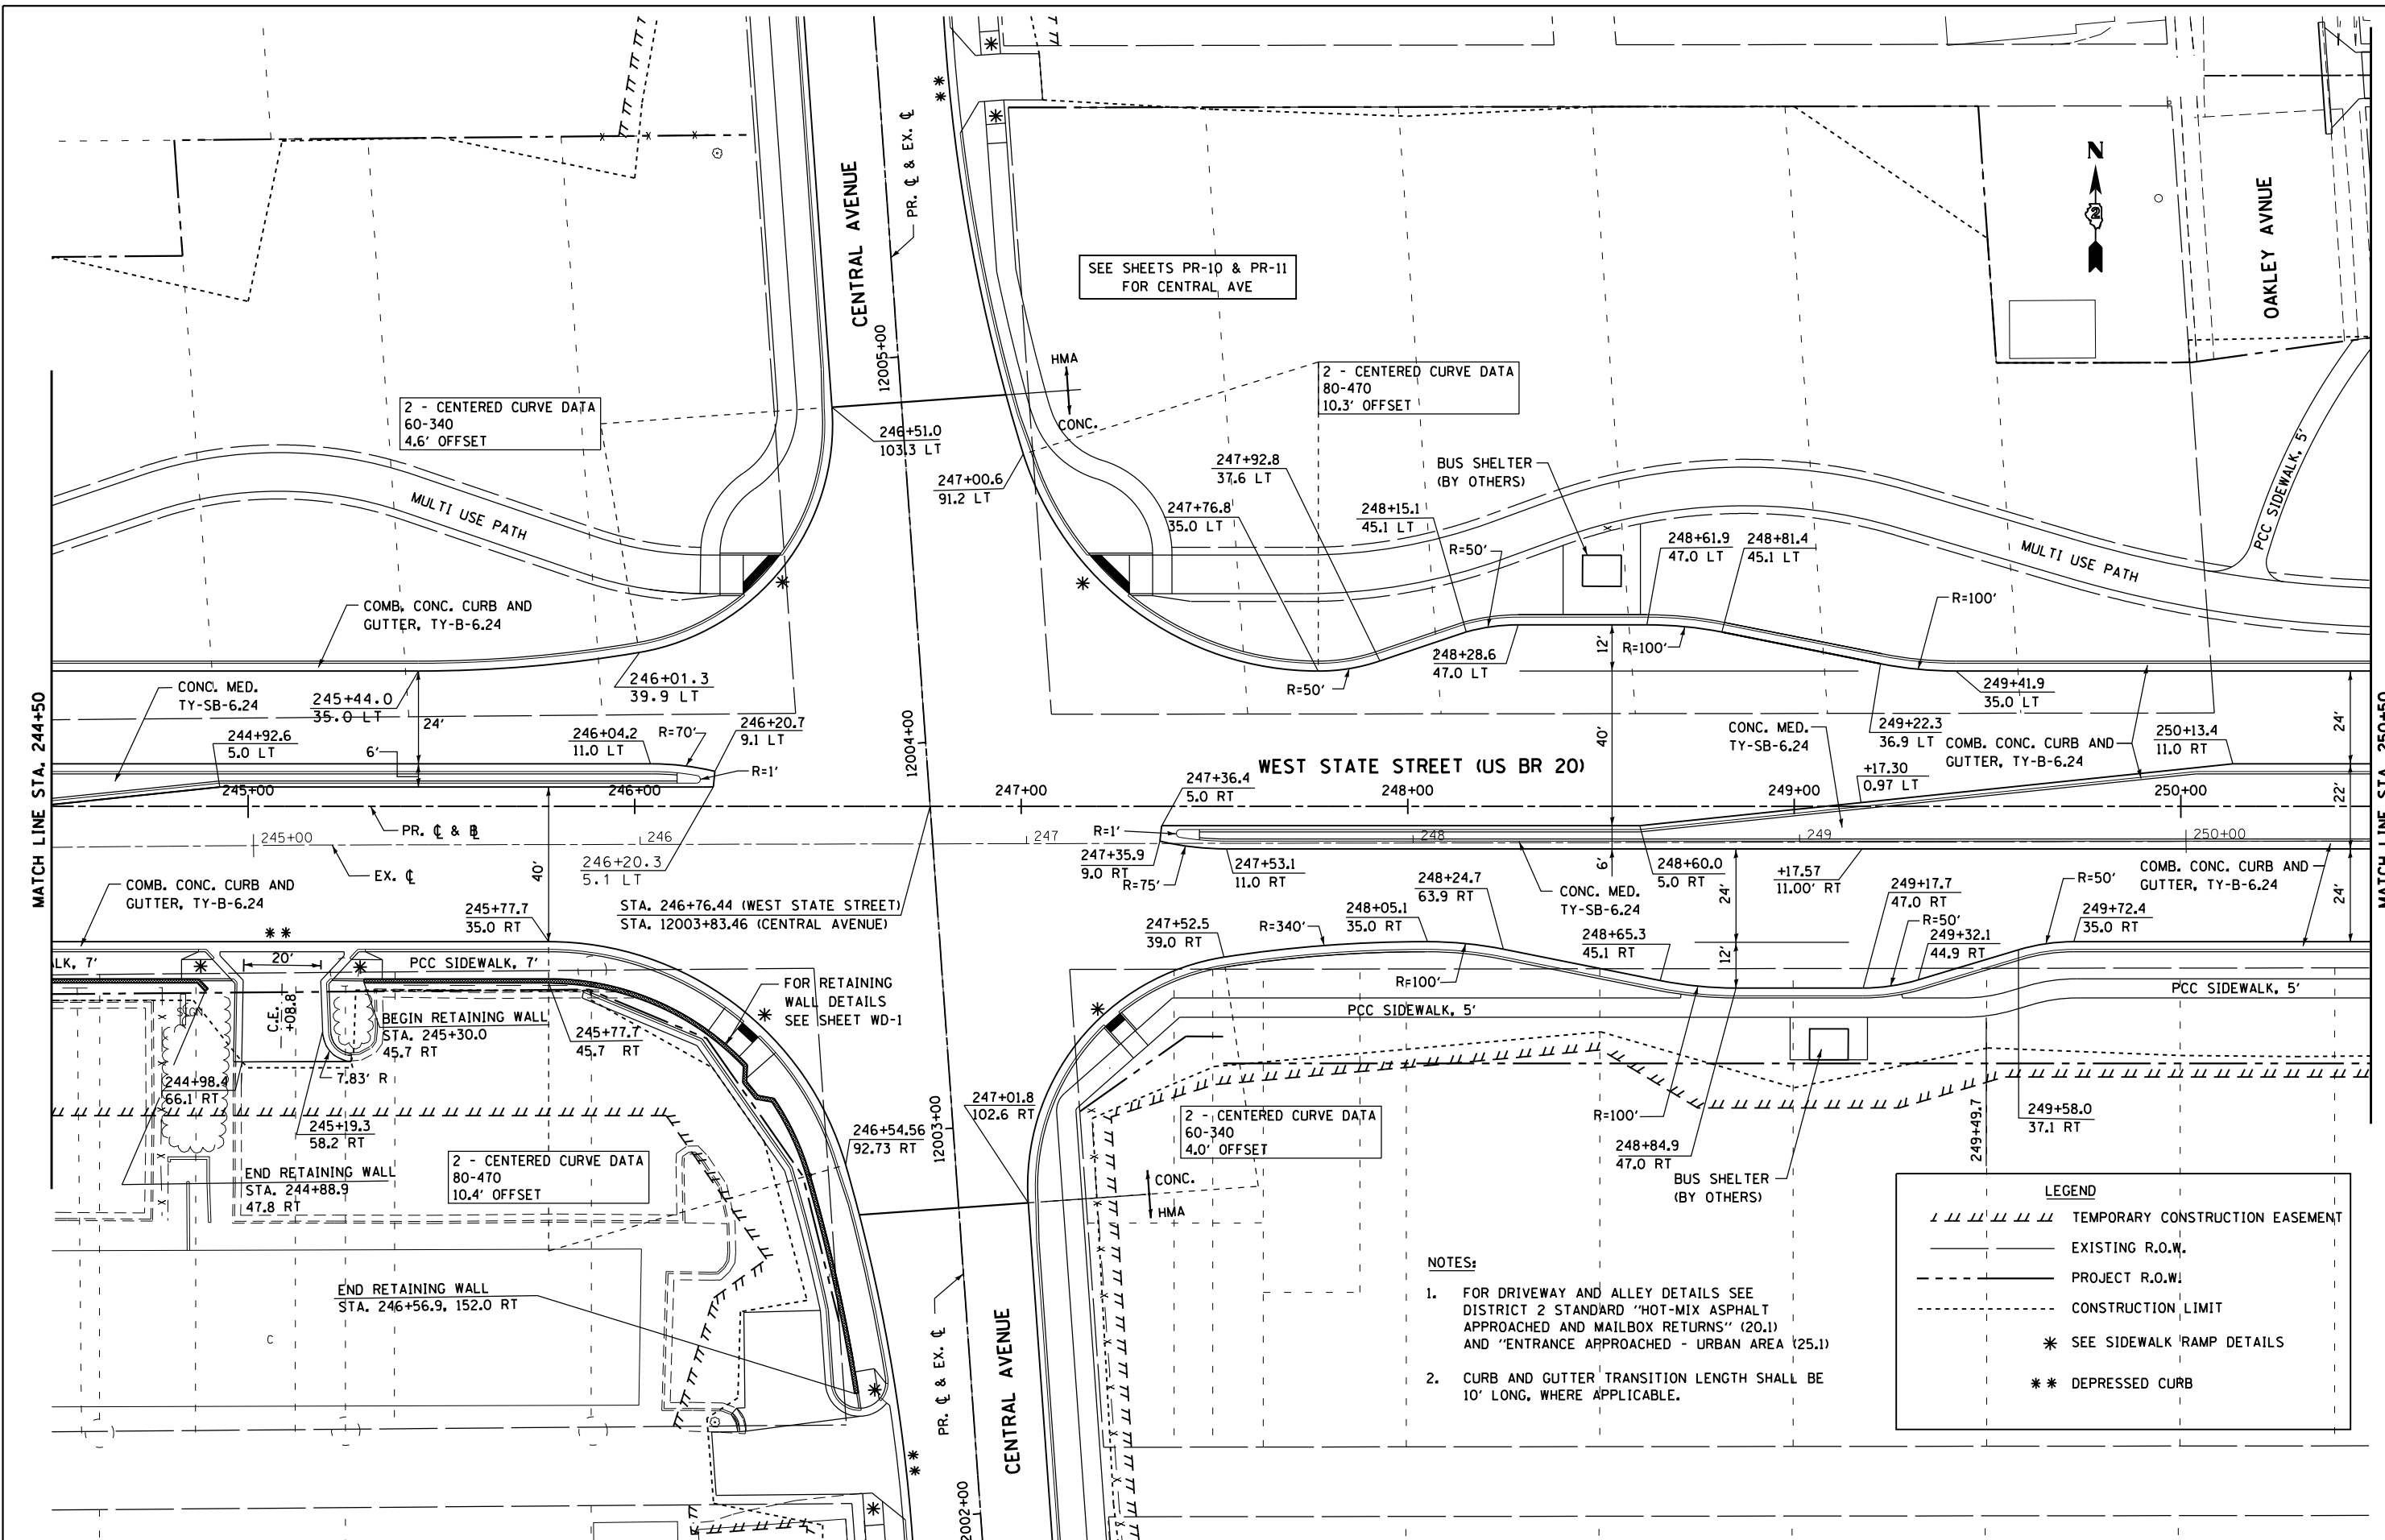 CENTRAL AVENUE
PR. ℄ & EX. ℄
**
*
*
N
2
OAKLEY AVNUE
SEE SHEETS PR-10 & PR-11
FOR CENTRAL AVE
12005+00
HMA
CONC.
2 - CENTERED CURVE DATA
60-340
4.6' OFFSET
2 - CENTERED CURVE DATA
80-470
10.3' OFFSET
246+51.0
103.3 LT
247+00.6
91.2 LT
247+92.8
37.6 LT
BUS SHELTER
(BY OTHERS)
PCC SIDEWALK, 5'
MULTI USE PATH
247+76.8
35.0 LT
248+15.1
45.1 LT
R=50'
248+61.9
47.0 LT
248+81.4
45.1 LT
MULTI USE PATH
*
*
COMB. CONC. CURB AND
GUTTER, TY-B-6.24
R=100'
12'
R=100'
248+28.6
47.0 LT
R=50'
246+01.3
39.9 LT
249+41.9
35.0 LT
MATCH LINE STA. 244+50
CONC. MED.
TY-SB-6.24
245+44.0
35.0 LT
24'
244+92.6
5.0 LT
6'
246+04.2
11.0 LT
R=70'
246+20.7
9.1 LT
R=1'
12004+00
40'
CONC. MED.
TY-SB-6.24
249+22.3
36.9 LT
COMB. CONC. CURB AND
GUTTER, TY-B-6.24
250+13.4
11.0 RT
24'
MATCH LINE STA. 250+50
WEST STATE STREET (US BR 20)
247+36.4
5.0 RT
+17.30
0.97 LT
22'
245+00
246+00
247+00
248+00
249+00
250+00
PR. ℄ & B̲L
245+00
246
247
248
249
250+00
EX. ℄
40'
246+20.3
5.1 LT
R=1'
247+35.9
9.0 RT
R=75'
247+53.1
11.0 RT
6'
248+60.0
5.0 RT
+17.57
11.00' RT
COMB. CONC. CURB AND
GUTTER, TY-B-6.24
COMB. CONC. CURB AND
GUTTER, TY-B-6.24
245+77.7
35.0 RT
STA. 246+76.44 (WEST STATE STREET)
STA. 12003+83.46 (CENTRAL AVENUE)
248+24.7
63.9 RT
CONC. MED.
TY-SB-6.24
24'
249+17.7
47.0 RT
R=50'
24'
247+52.5
39.0 RT
R=340'
248+05.1
35.0 RT
R=50'
249+32.1
44.9 RT
249+72.4
35.0 RT
**
ALK, 7'
*
20'
*
PCC SIDEWALK, 7'
248+65.3
45.1 RT
12'
R=100'
PCC SIDEWALK, 5'
FOR RETAINING
WALL DETAILS
SEE SHEET WD-1
*
*
PCC SIDEWALK, 5'
SIGN
C.E.
+08.8
BEGIN RETAINING WALL
STA. 245+30.0
45.7 RT
245+77.7
45.7 RT
7.83' R
244+98.4
66.1 RT
245+19.3
58.2 RT
247+01.8
102.6 RT
246+54.56
92.73 RT
12003+00
2 - CENTERED CURVE DATA
60-340
4.0' OFFSET
R=100'
248+84.9
47.0 RT
249+49.7
249+58.0
37.1 RT
BUS SHELTER
(BY OTHERS)
END RETAINING WALL
STA. 244+88.9
47.8 RT
2 - CENTERED CURVE DATA
80-470
10.4' OFFSET
CONC.
HMA
END RETAINING WALL
STA. 246+56.9, 152.0 RT
C
*
**
*
PR. ℄ & EX. ℄
CENTRAL AVENUE
2002+00
NOTES:
1. FOR DRIVEWAY AND ALLEY DETAILS SEE
DISTRICT 2 STANDARD "HOT-MIX ASPHALT
APPROACHED AND MAILBOX RETURNS" (20.1)
AND "ENTRANCE APPROACHED - URBAN AREA (25.1)
2. CURB AND GUTTER TRANSITION LENGTH SHALL BE
10' LONG, WHERE APPLICABLE.
LEGEND
TEMPORARY CONSTRUCTION EASEMENT
EXISTING R.O.W.
PROJECT R.O.W.
CONSTRUCTION LIMIT
* SEE SIDEWALK RAMP DETAILS
** DEPRESSED CURB